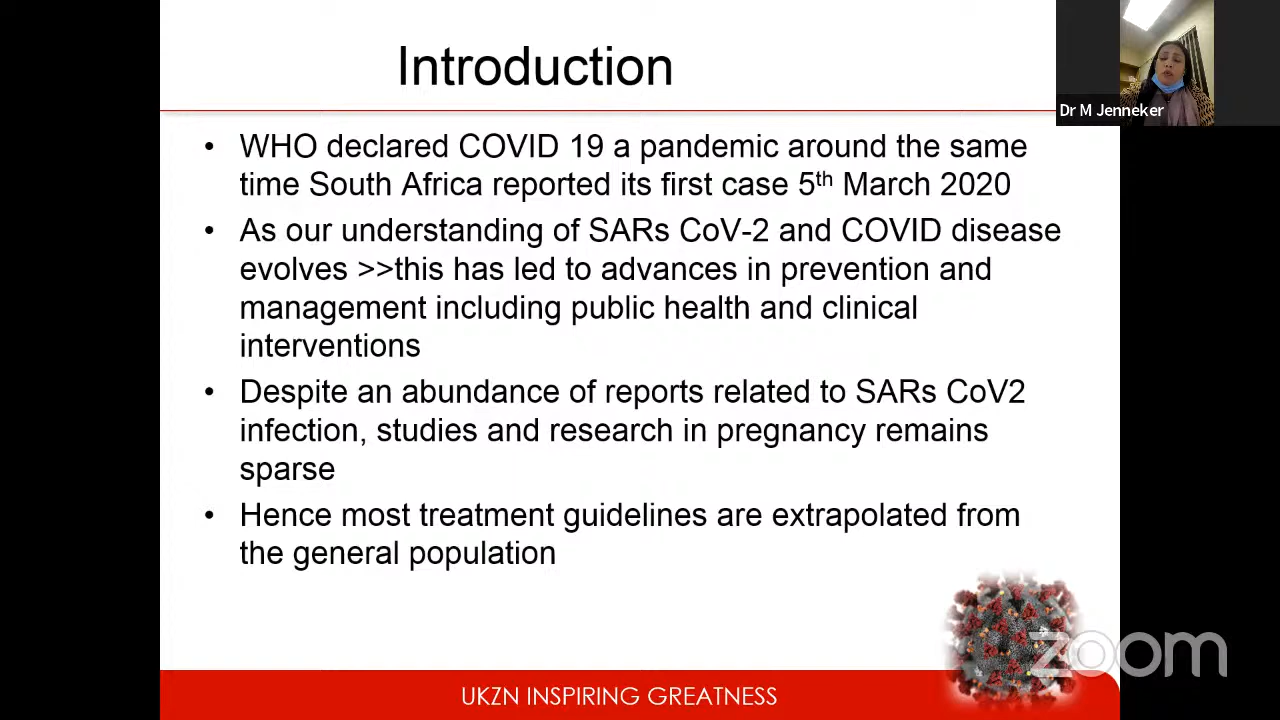 Introduction
Dr M Jenneker
• WHO declared COVID 19 a pandemic around the same
time South Africa reported its first case 5th March 2020
• As our understanding of SARs CoV-2 and COVID disease
evolves >>this has led to advances in prevention and
management including public health and clinical
interventions
• Despite an abundance of reports related to SARs CoV2
infection, studies and research in pregnancy remains
sparse
• Hence most treatment guidelines are extrapolated from
the general population
zoom
UKZN INSPIRING GREATNESS